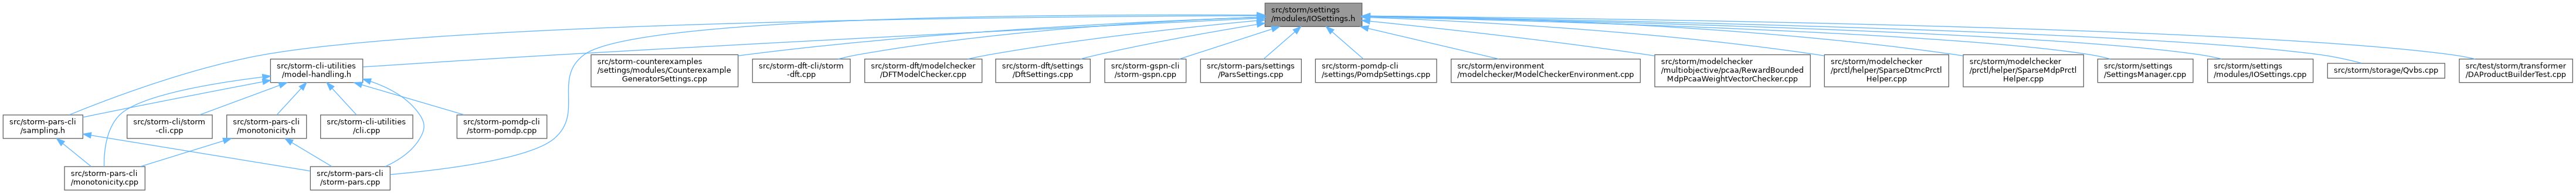 src/storm/settings
/modules/IOSettings.h
src/storm-cli-utilities
/model-handling.h
src/storm-counterexamples
/settings/modules/Counterexample
GeneratorSettings.cpp
src/storm-dft-cli/storm
-dft.cpp
src/storm-dft/modelchecker
/DFTModelChecker.cpp
src/storm-dft/settings
/DftSettings.cpp
src/storm-gspn-cli
/storm-gspn.cpp
src/storm-pars/settings
/ParsSettings.cpp
src/storm-pomdp-cli
/settings/PomdpSettings.cpp
src/storm/environment
/modelchecker/ModelCheckerEnvironment.cpp
src/storm/modelchecker
/multiobjective/pcaa/RewardBounded
MdpPcaaWeightVectorChecker.cpp
src/storm/modelchecker
/prctl/helper/SparseDtmcPrctl
Helper.cpp
src/storm/modelchecker
/prctl/helper/SparseMdpPrctl
Helper.cpp
src/storm/settings
/SettingsManager.cpp
src/storm/settings
/modules/IOSettings.cpp
src/storm/storage/Qvbs.cpp
src/test/storm/transformer
/DAProductBuilderTest.cpp
src/storm-pars-cli
/sampling.h
src/storm-cli/storm
-cli.cpp
src/storm-pars-cli
/monotonicity.h
src/storm-cli-utilities
/cli.cpp
src/storm-pomdp-cli
/storm-pomdp.cpp
src/storm-pars-cli
/monotonicity.cpp
src/storm-pars-cli
/storm-pars.cpp